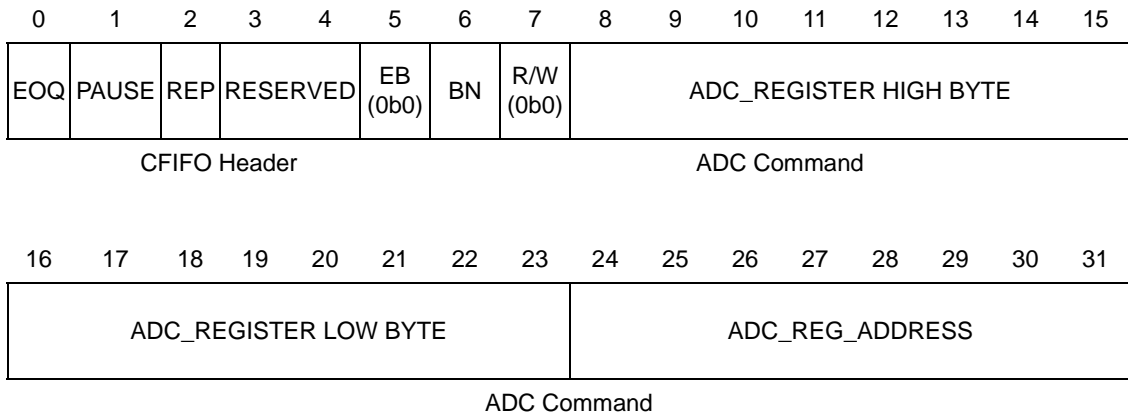 0 1 2 3 4 5 6 7 8 9 10 11 12 13 14 15
EOQ PAUSE REP RESERVED EB (0b0) BN R/W (0b0) ADC_REGISTER HIGH BYTE
CFIFO Header ADC Command
16 17 18 19 20 21 22 23 24 25 26 27 28 29 30 31
ADC_REGISTER LOW BYTE ADC_REG_ADDRESS
ADC Command